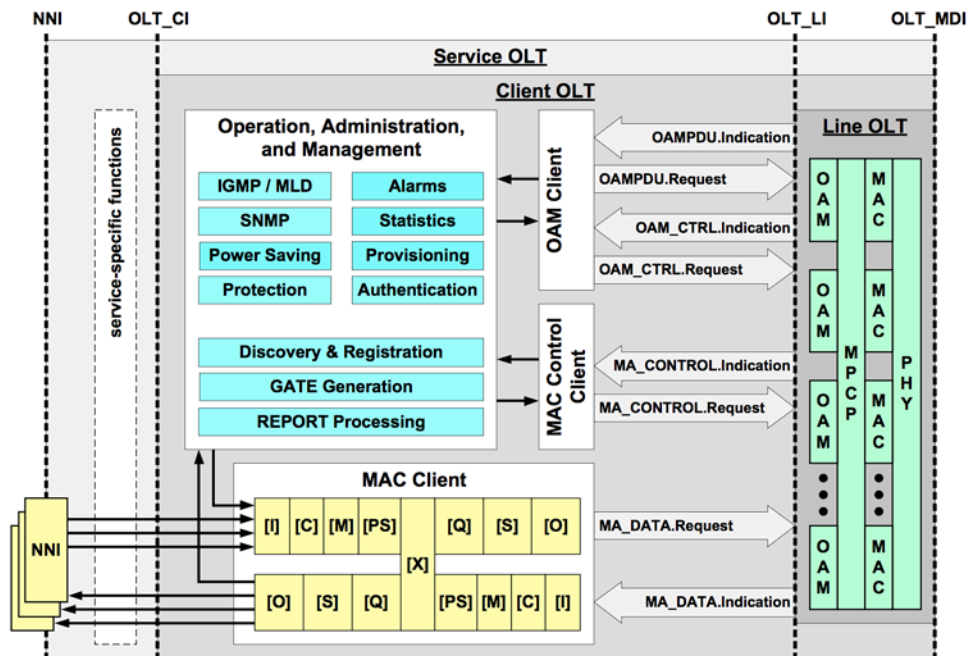 NNI OLT_CI OLT_LI OLT_MDI
Service OLT
Client OLT
Line OLT
service-specific functions
Operation, Administration,
and Management
IGMP / MLD
Alarms
SNMP
Statistics
Power Saving
Provisioning
Protection
Authentication
Discovery & Registration
GATE Generation
REPORT Processing
OAM Client
MAC Control
Client
OAMPDU.Indication
OAMPDU.Request
OAM_CTRL.Indication
OAM_CTRL.Request
MA_CONTROL.Indication
MA_CONTROL.Request
MA_DATA.Request
MA_DATA.Indication
OAM
OAM
OAM
OAM
MPCP
MAC
MAC
MAC
MAC
PHY
MAC Client
[I] [C] [M] [PS] [Q] [S] [O]
[X]
[O] [S] [Q] [PS] [M] [C] [I]
NNI